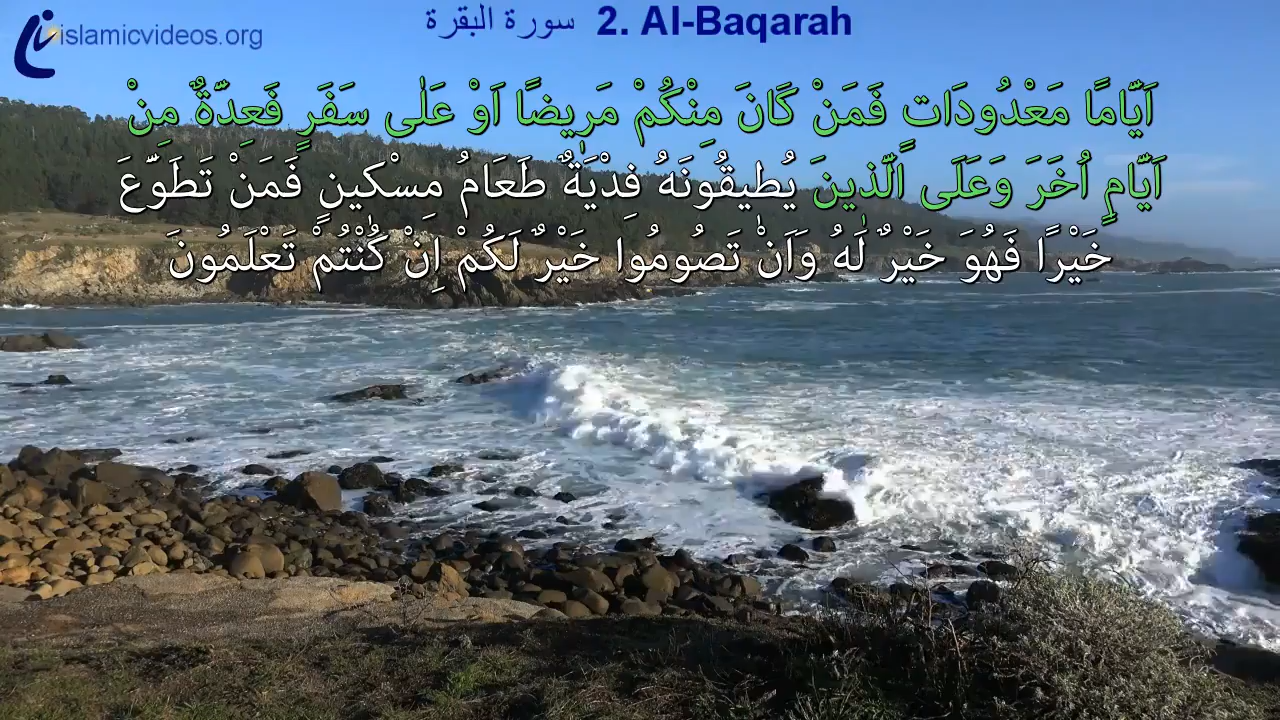 islamicvideos.org
سورة البقرة 2. Al-Baqarah
اَيَّامًا مَعْدُودَاتٍ فَمَنْ كَانَ مِنْكُمْ مَرٖيضًا اَوْ عَلٰى سَفَرٍ فَعِدَّةٌ مِنْ
اَيَّامٍ اُخَرَ وَعَلَى الَّذٖينَ يُطٖيقُونَهُ فِدْيَةٌ طَعَامُ مِسْكٖينٍ فَمَنْ تَطَوَّعَ
خَيْرًا فَهُوَ خَيْرٌ لَهُ وَاَنْ تَصُومُوا خَيْرٌ لَكُمْ اِنْ كُنْتُمْ تَعْلَمُونَ